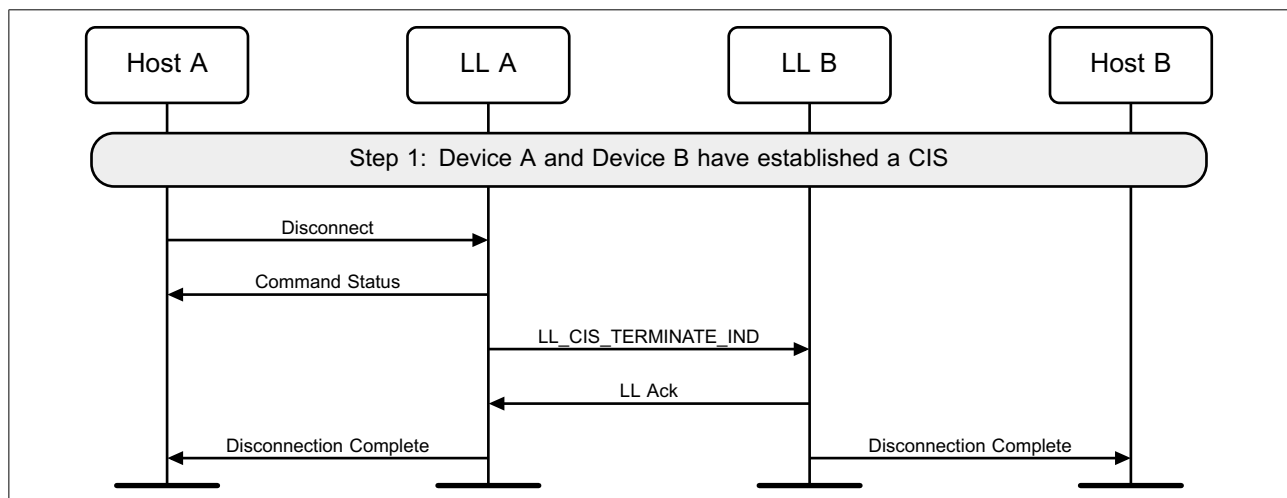 Host A
LL A
LL B
Host B
Step 1: Device A and Device B have established a CIS
Disconnect
Command Status
LL_CIS_TERMINATE_IND
LL Ack
Disconnection Complete
Disconnection Complete